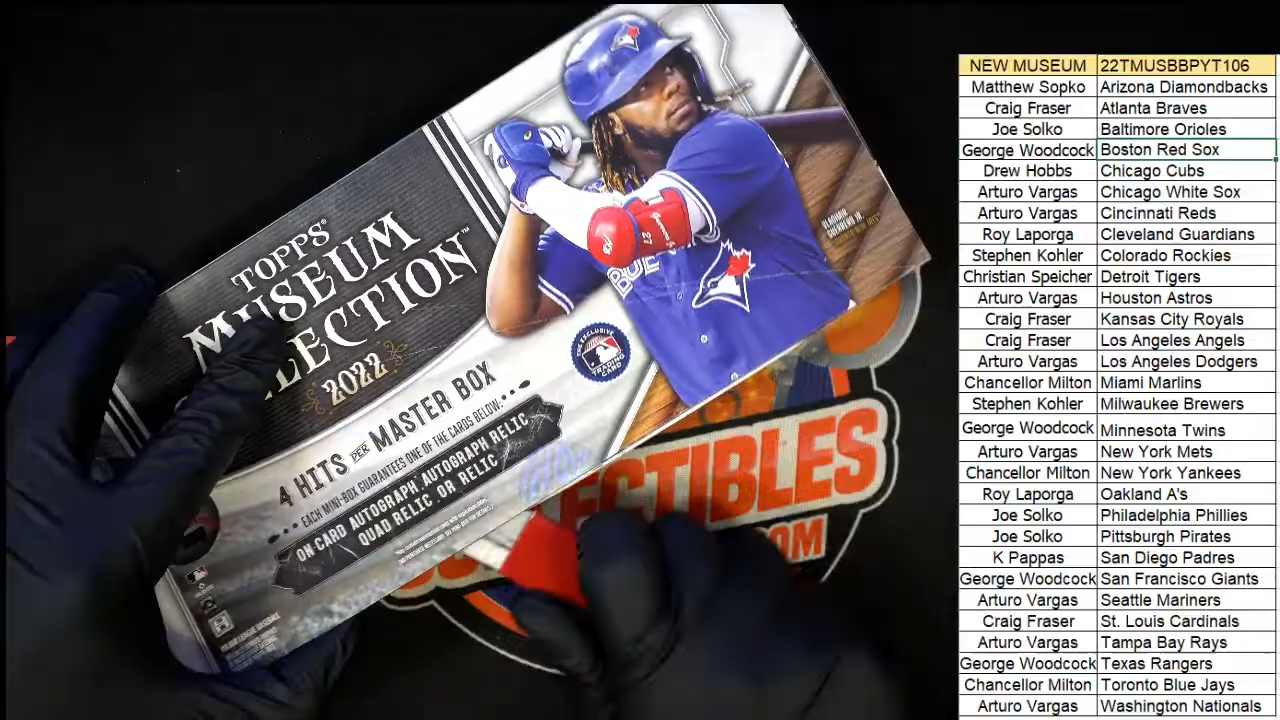 TOPPS®
MUSEUM
LECTION™
2022
4 HITS PER MASTER BOX
EACH MINI-BOX GUARANTEES ONE OF THE CARDS BELOW:
ON CARD AUTOGRAPH, AUTOGRAPH RELIC,
QUAD RELIC, OR RELIC
VLADIMIR
GUERRERO JR.
THE EXCLUSIVE
MLB
TRADING
CARD
27
BLUE
ECTIBLES
OM
NEW MUSEUM 22TMUSBBPYT106
Matthew Sopko Arizona Diamondbacks
Craig Fraser Atlanta Braves
Joe Solko Baltimore Orioles
George Woodcock Boston Red Sox
Drew Hobbs Chicago Cubs
Arturo Vargas Chicago White Sox
Arturo Vargas Cincinnati Reds
Roy Laporga Cleveland Guardians
Stephen Kohler Colorado Rockies
Christian Speicher Detroit Tigers
Arturo Vargas Houston Astros
Craig Fraser Kansas City Royals
Craig Fraser Los Angeles Angels
Arturo Vargas Los Angeles Dodgers
Chancellor Milton Miami Marlins
Stephen Kohler Milwaukee Brewers
George Woodcock Minnesota Twins
Arturo Vargas New York Mets
Chancellor Milton New York Yankees
Roy Laporga Oakland A's
Joe Solko Philadelphia Phillies
Joe Solko Pittsburgh Pirates
K Pappas San Diego Padres
George Woodcock San Francisco Giants
Arturo Vargas Seattle Mariners
Craig Fraser St. Louis Cardinals
Arturo Vargas Tampa Bay Rays
George Woodcock Texas Rangers
Chancellor Milton Toronto Blue Jays
Arturo Vargas Washington Nationals